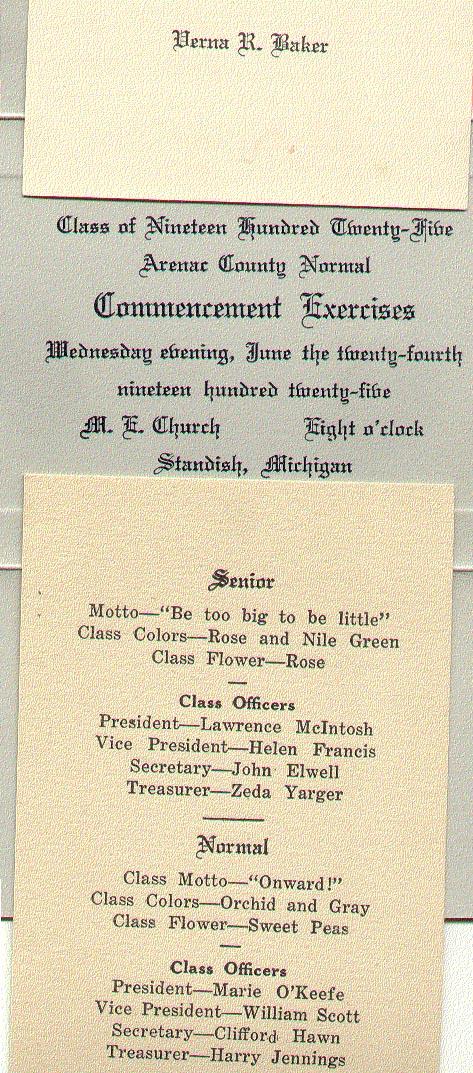 Verna R. Baker
Class of Nineteen Hundred Twenty-Five
Arenac County Normal
Commencement Exercises
Wednesday evening, June the twenty-fourth
nineteen hundred twenty-five
M. E. Church Eight o'clock
Standish, Michigan
Senior
Motto—"Be too big to be little"
Class Colors—Rose and Nile Green
Class Flower—Rose
Class Officers
President—Lawrence McIntosh
Vice President—Helen Francis
Secretary—John Elwell
Treasurer—Zeda Yarger
Normal
Class Motto—"Onward!"
Class Colors—Orchid and Gray
Class Flower—Sweet Peas
Class Officers
President—Marie O'Keefe
Vice President—William Scott
Secretary—Clifford Hawn
Treasurer—Harry Jennings